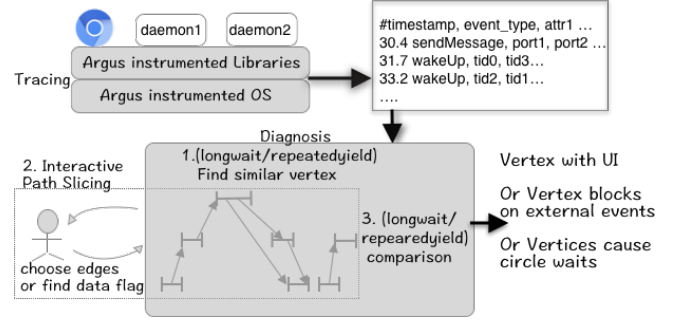 daemon1
daemon2
Argus instrumented Libraries
Tracing
Argus instrumented OS
#timestamp, event_type, attr1 ...
30.4 sendMessage, port1, port2 ...
31.7 wakeUp, tid0, tid3...
33.2 wakeUp, tid2, tid1...
....
Diagnosis
1.(longwait/repeatedyield)
Find similar vertex
2. Interactive
Path Slicing
choose edges
or find data flag
3. (longwait/
repearedyield)
comparison
Vertex with UI
Or Vertex blocks
on external events
Or Vertices cause
circle waits